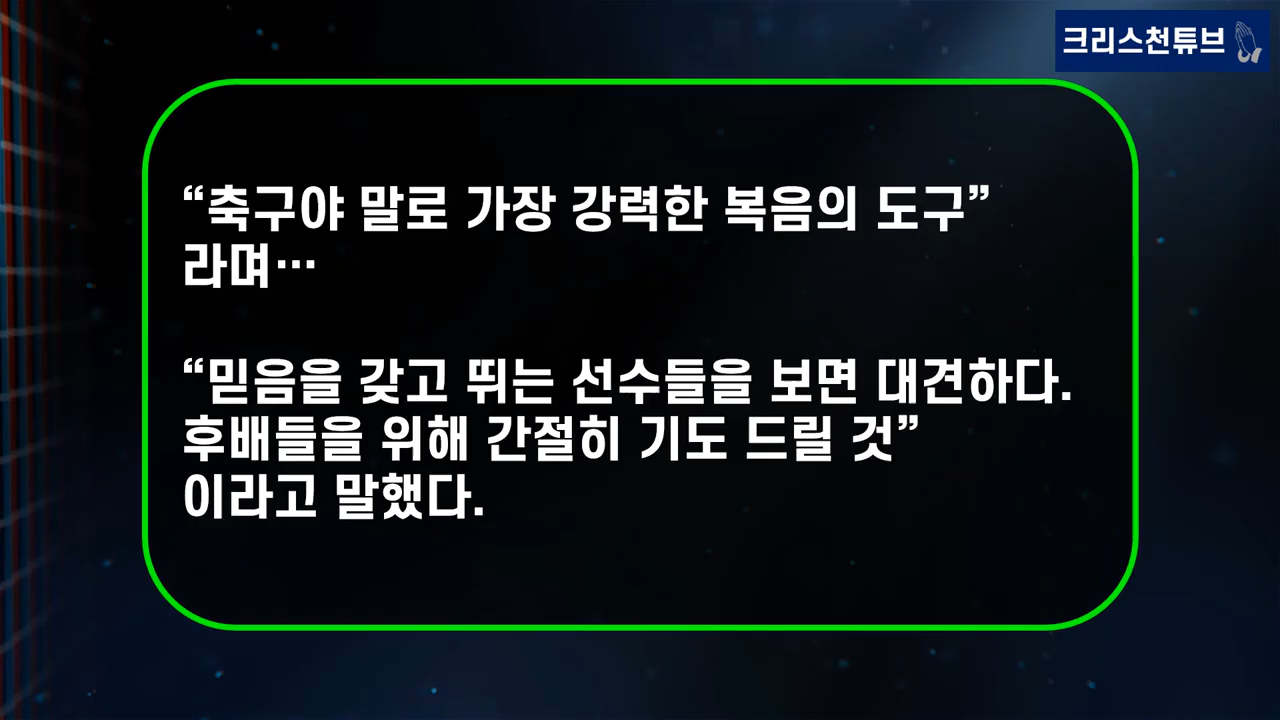 크리스천튜브
“축구야 말로 가장 강력한 복음의 도구”
라며…
“믿음을 갖고 뛰는 선수들을 보면 대견하다.
후배들을 위해 간절히 기도 드릴 것”
이라고 말했다.